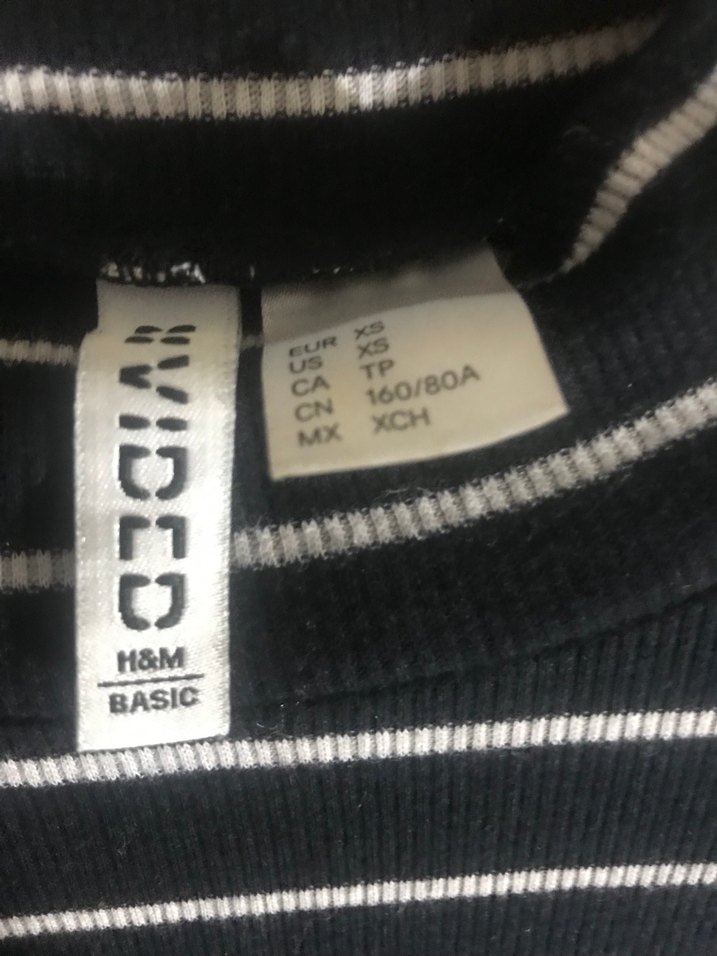 DIVIDED
H&M
BASIC
EUR XS
US XS
CA TP
CN 160/80A
MX XCH